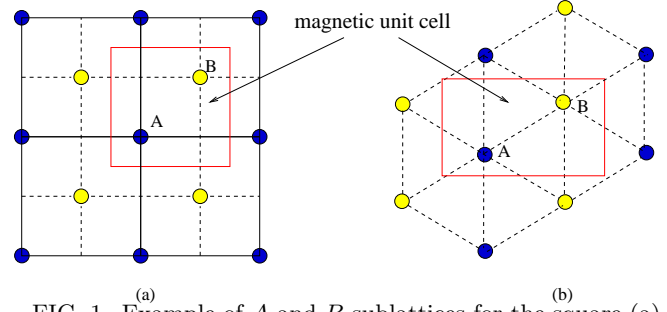 magnetic unit cell
B
A
B
A
(a)
(b)
FIG. 1. Example of A and B sublattices for the square (a)